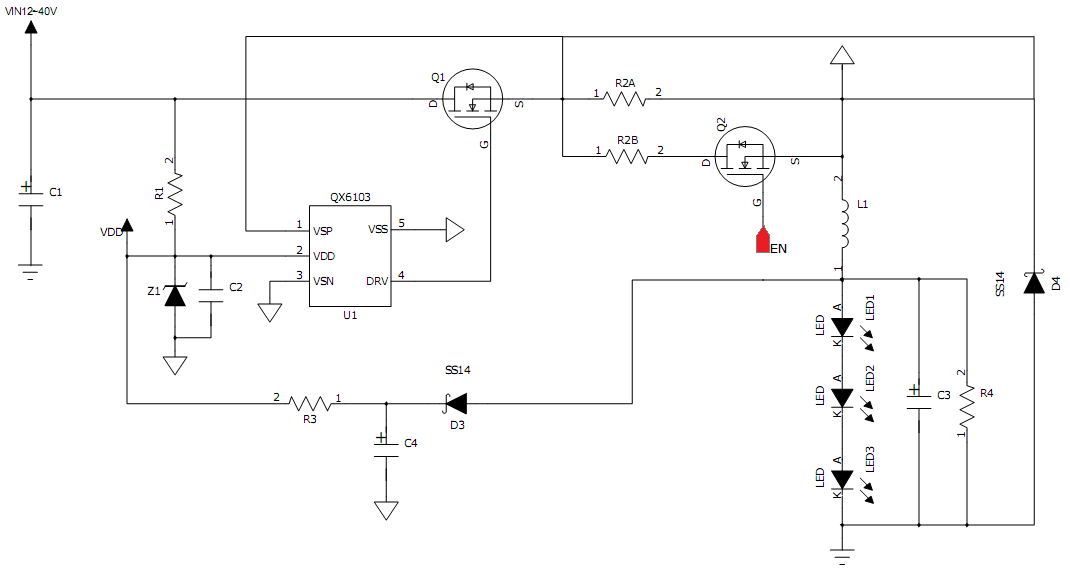 VIN12~40V
Q1
D
S
G
1
R2A
2
Q2
1
R2B
2
D
S
G
EN
2
R1
1
C1
QX6103
1
VSP
VSS
5
2
VDD
3
VSN
DRV
4
U1
VDD
Z1
C2
2
L1
1
SS14
D4
LED
A
K
LED1
LED
A
K
LED2
LED
A
K
LED3
C3
2
R4
1
2
R3
1
SS14
D3
C4